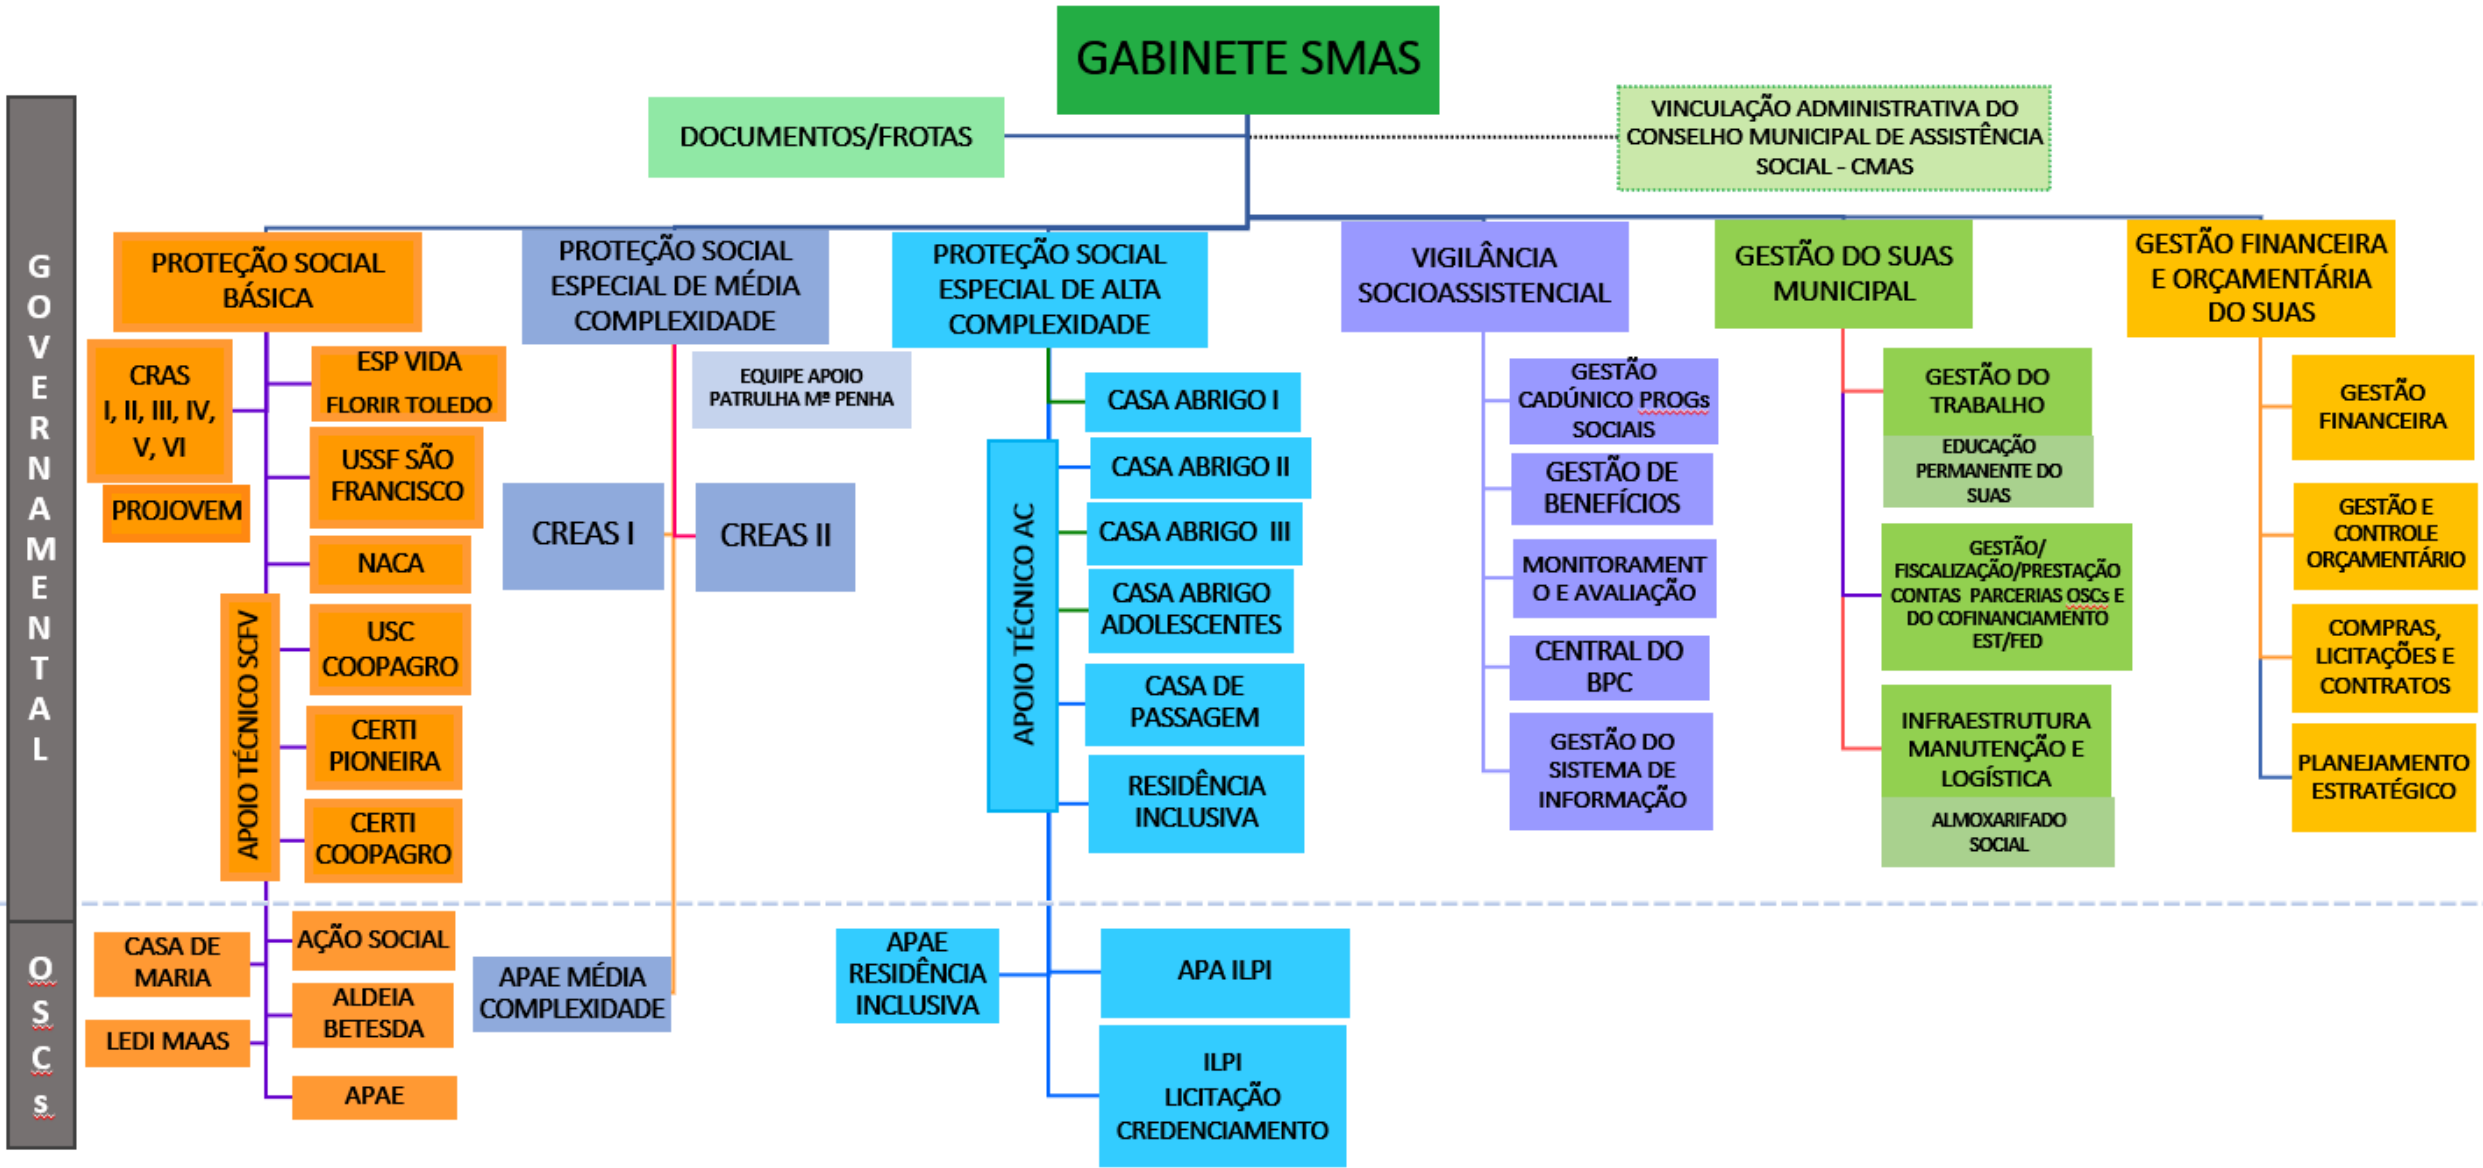 GABINETE SMAS
DOCUMENTOS/FROTAS
VINCULAÇÃO ADMINISTRATIVA DO
CONSELHO MUNICIPAL DE ASSISTÊNCIA
SOCIAL - CMAS
GOVERNAMENTAL
PROTEÇÃO SOCIAL
BÁSICA
CRAS
I, II, III, IV,
V, VI
PROJOVEM
ESP VIDA
FLORIR TOLEDO
USSF SÃO
FRANCISCO
NACA
APOIO TÉCNICO SCFV
USC
COOPAGRO
CERTI
PIONEIRA
CERTI
COOPAGRO
PROTEÇÃO SOCIAL
ESPECIAL DE MÉDIA
COMPLEXIDADE
EQUIPE APOIO
PATRULHA Mª PENHA
CREAS I
CREAS II
PROTEÇÃO SOCIAL
ESPECIAL DE ALTA
COMPLEXIDADE
APOIO TÉCNICO AC
CASA ABRIGO I
CASA ABRIGO II
CASA ABRIGO III
CASA ABRIGO
ADOLESCENTES
CASA DE
PASSAGEM
RESIDÊNCIA
INCLUSIVA
VIGILÂNCIA
SOCIOASSISTENCIAL
GESTÃO
CADÚNICO PROGs
SOCIAIS
GESTÃO DE
BENEFÍCIOS
MONITORAMENT
O E AVALIAÇÃO
CENTRAL DO
BPC
GESTÃO DO
SISTEMA DE
INFORMAÇÃO
GESTÃO DO SUAS
MUNICIPAL
GESTÃO DO
TRABALHO
EDUCAÇÃO
PERMANENTE DO
SUAS
GESTÃO/
FISCALIZAÇÃO/PRESTAÇÃO
CONTAS PARCERIAS OSCs E
DO COFINANCIAMENTO
EST/FED
INFRAESTRUTURA
MANUTENÇÃO E
LOGÍSTICA
ALMOXARIFADO
SOCIAL
GESTÃO FINANCEIRA
E ORÇAMENTÁRIA
DO SUAS
GESTÃO
FINANCEIRA
GESTÃO E
CONTROLE
ORÇAMENTÁRIO
COMPRAS,
LICITAÇÕES E
CONTRATOS
PLANEJAMENTO
ESTRATÉGICO
OSCs
CASA DE
MARIA
LEDI MAAS
AÇÃO SOCIAL
ALDEIA
BETESDA
APAE
APAE MÉDIA
COMPLEXIDADE
APAE
RESIDÊNCIA
INCLUSIVA
APA ILPI
ILPI
LICITAÇÃO
CREDENCIAMENTO